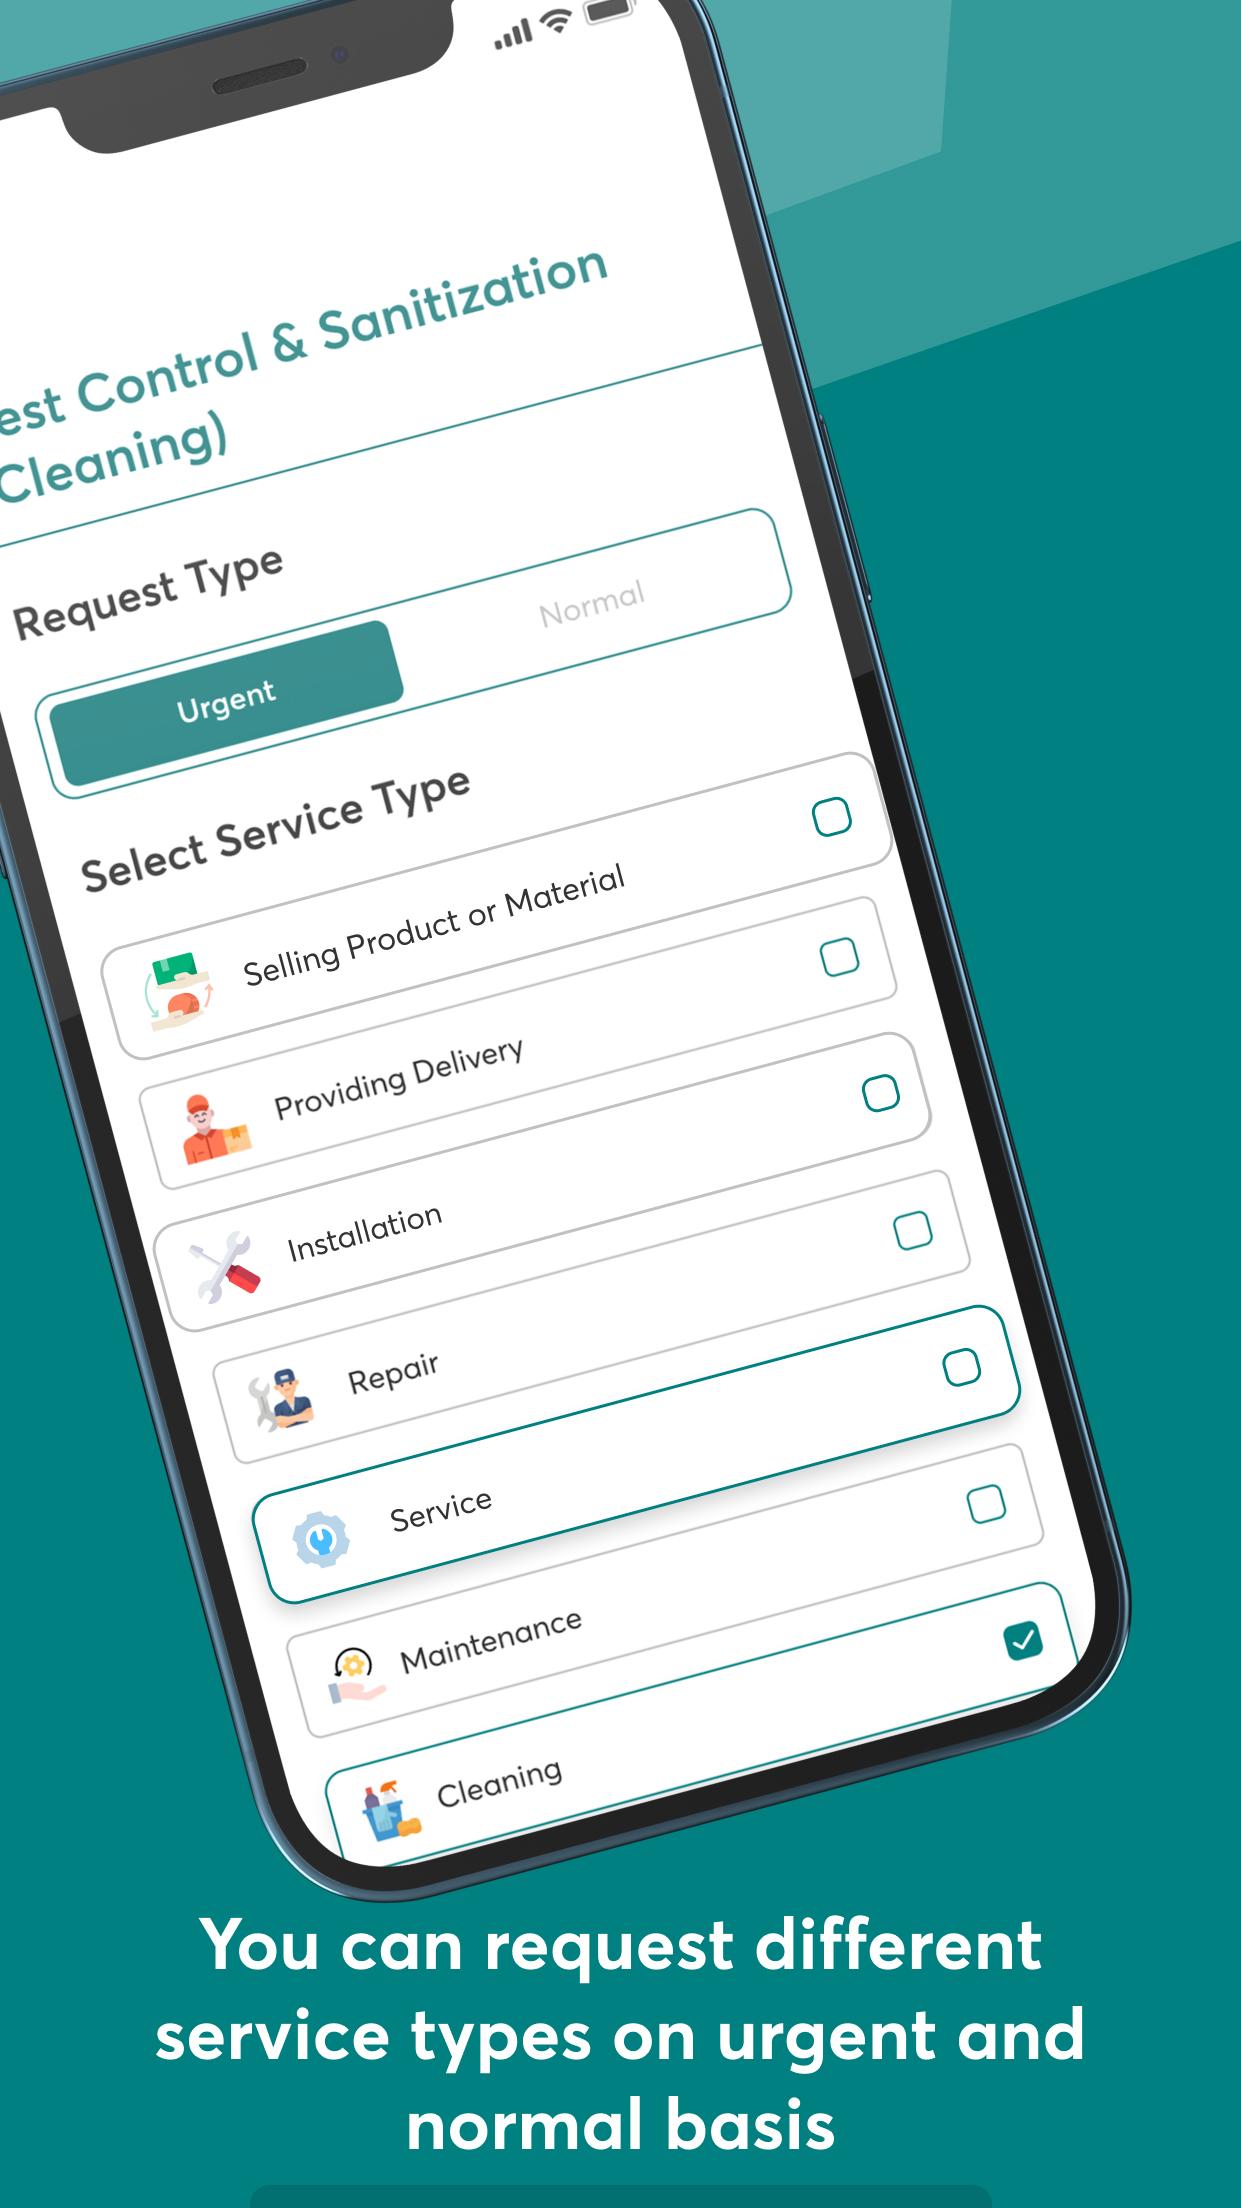 est Control & Sanitization
Cleaning)
Request Type
Urgent
Normal
Select Service Type
Selling Product or Material
Providing Delivery
Installation
Repair
Service
Maintenance
Cleaning
You can request different
service types on urgent and
normal basis